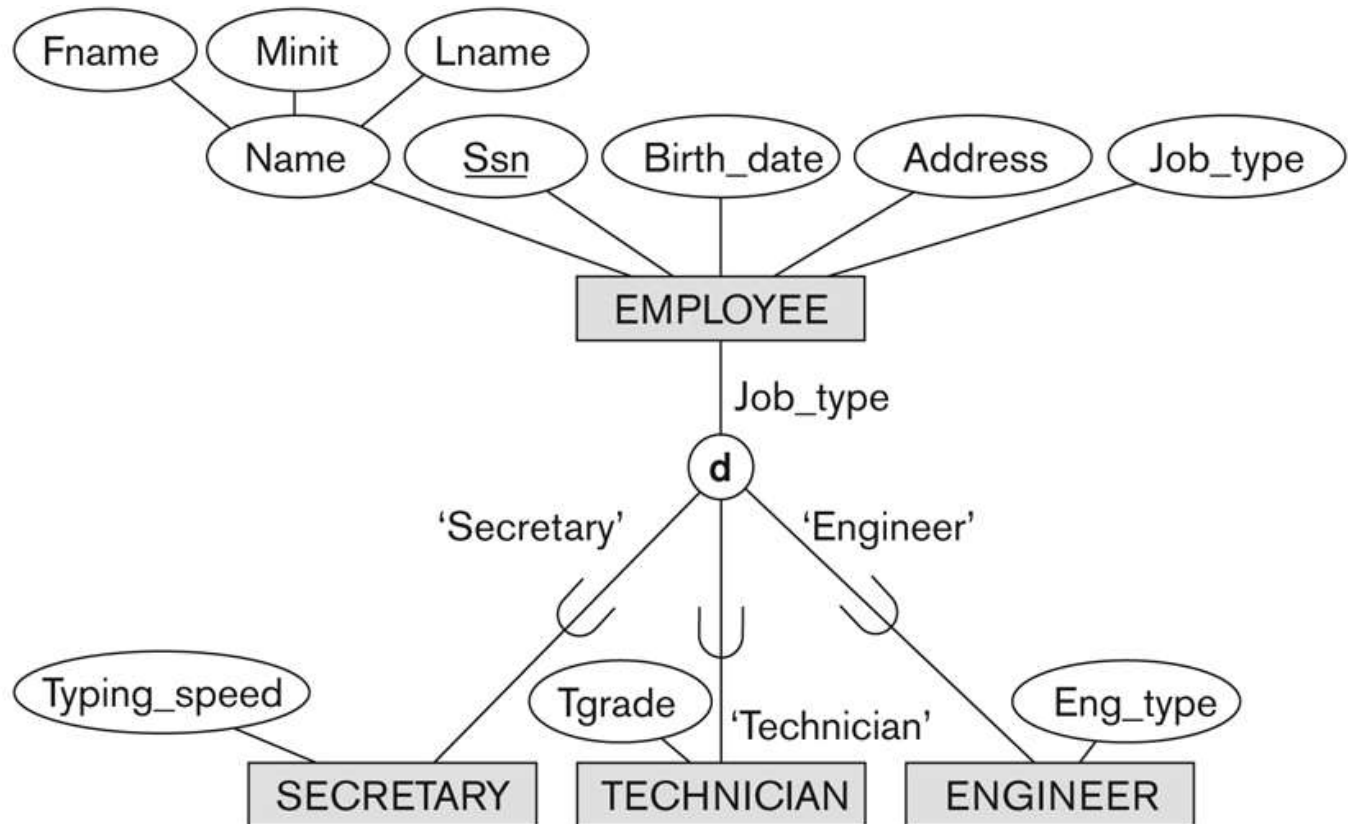 Fname Minit Lname
Name Ssn Birth_date Address Job_type
EMPLOYEE
Job_type
d
‘Secretary’ ‘Engineer’
Typing_speed Tgrade Eng_type
‘Technician’
SECRETARY TECHNICIAN ENGINEER